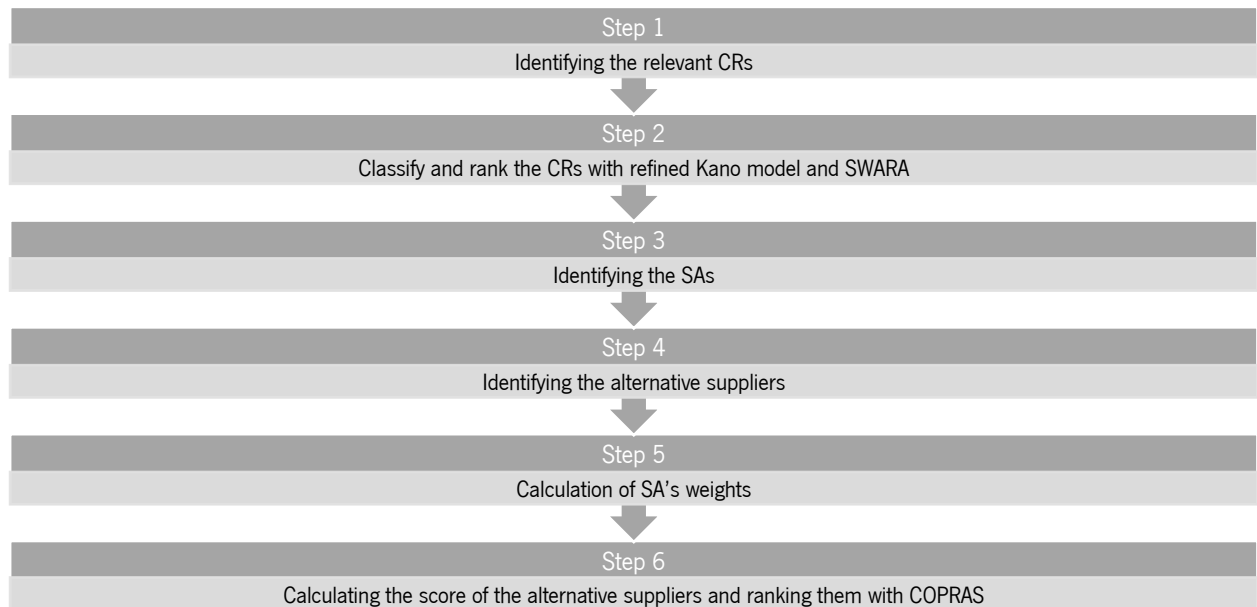 Step 1
Identifying the relevant CRs
Step 2
Classify and rank the CRs with refined Kano model and SWARA
Step 3
Identifying the SAs
Step 4
Identifying the alternative suppliers
Step 5
Calculation of SA's weights
Step 6
Calculating the score of the alternative suppliers and ranking them with COPRAS